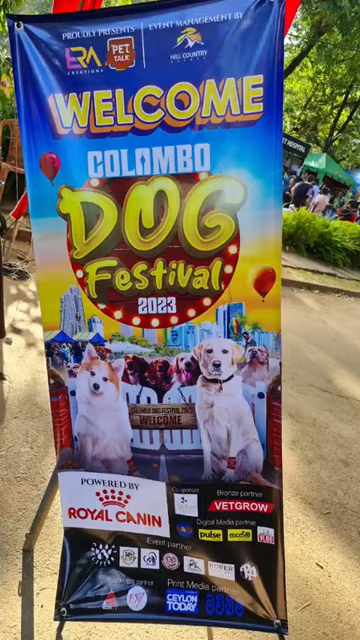 PROUDLY PRESENTS
EVENT MANAGEMENT BY
ERA
CREATIONS
PET
TALK
HILL COUNTRY
WELCOME
COLOMBO
DOG
Festival
2023
WELCOME
POWERED BY
ROYAL CANIN
Co sponsor
Bronze partner
VETGROW
Digital Media partner
pulse
Event partner
Print Media partner
CEYLON
TODAY